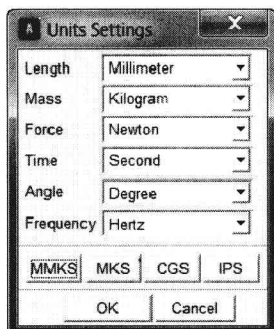 Units Settings
Length Millimeter
Mass Kilogram
Force Newton
Time Second
Angle Degree
Frequency Hertz
MMKS MKS CGS IPS
OK Cancel